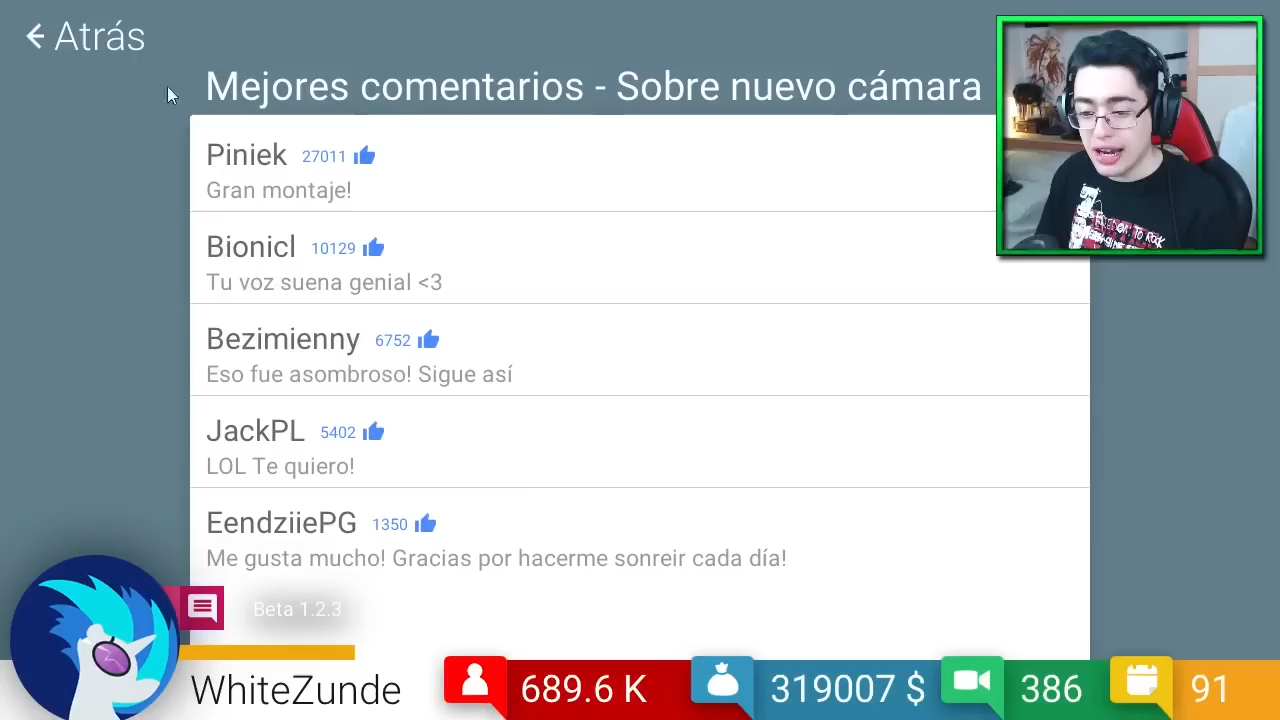 Atrás
Mejores comentarios - Sobre nuevo cámara
Piniek 27011
Gran montaje!
Bionicl 10129
Tu voz suena genial <3
Bezimienny 6752
Eso fue asombroso! Sigue así
JackPL 5402
LOL Te quiero!
EendziiePG 1350
Me gusta mucho! Gracias por hacerme sonreir cada día!
Beta 1.2.3
WhiteZunde
689.6 K
319007 $
386
91